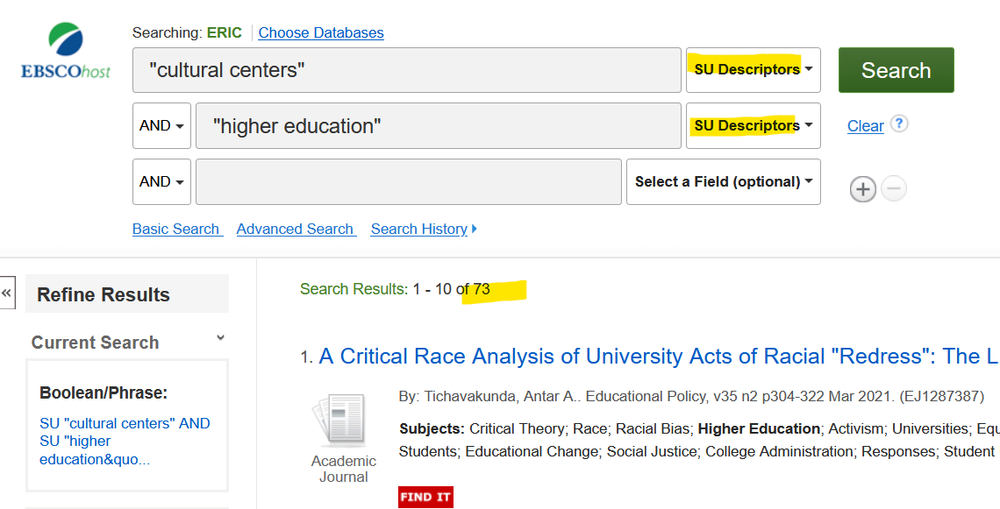 Searching: ERIC Choose Databases
EBSCOhost
"cultural centers" SU Descriptors Search
AND "higher education" SU Descriptors Clear ?
AND Select a Field (optional)
Basic Search Advanced Search Search History
«
Refine Results
Search Results: 1 - 10 of 73
Current Search
1. A Critical Race Analysis of University Acts of Racial "Redress": The L
Boolean/Phrase:
SU "cultural centers" AND
SU "higher
education&quo...
By: Tichavakunda, Antar A.. Educational Policy, v35 n2 p304-322 Mar 2021. (EJ1287387)
Subjects: Critical Theory; Race; Racial Bias; Higher Education; Activism; Universities; Equ
Students; Educational Change; Social Justice; College Administration; Responses; Student
Academic
Journal
FIND IT